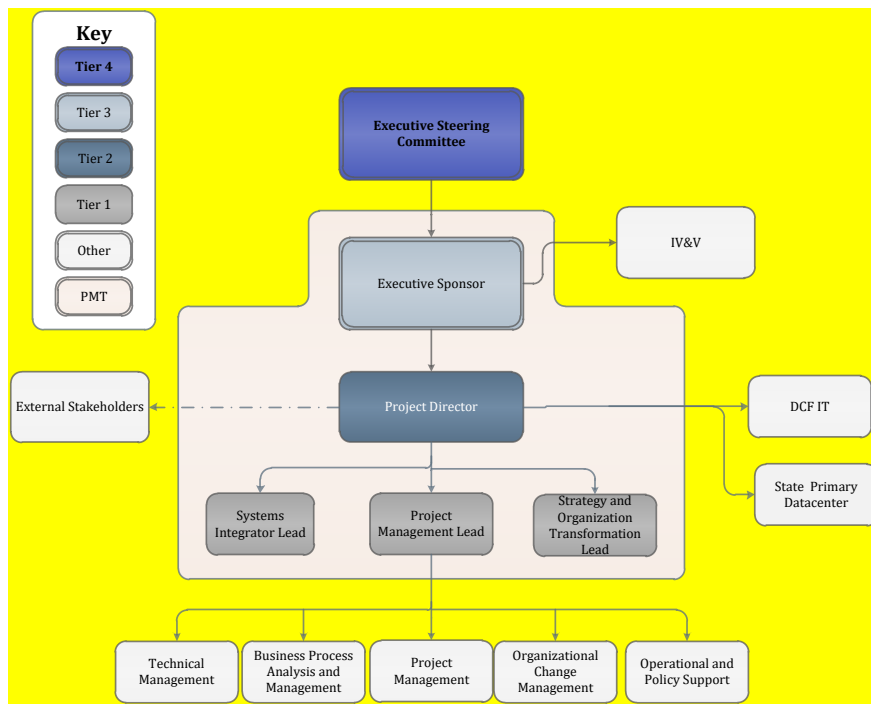 Key
Tier 4
Tier 3
Tier 2
Tier 1
Other
PMT
Executive Steering
Committee
IV&V
Executive Sponsor
External Stakeholders
Project Director
DCF IT
State Primary
Datacenter
Systems
Integrator Lead
Project
Management Lead
Strategy and
Organization
Transformation
Lead
Technical
Management
Business Process
Analysis and
Management
Project
Management
Organizational
Change
Management
Operational and
Policy Support